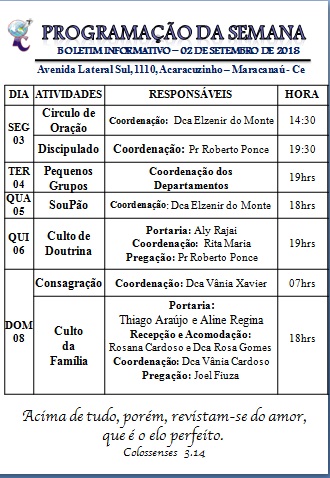 PROGRAMAÇÃO DA SEMANA
BOLETIM INFORMATIVO – 02 DE SETEMBRO DE 2018
Avenida Lateral Sul, 1110, Acaracuzinho – Maracanaú - Ce
DIA ATIVIDADES RESPONSÁVEIS HORA
SEG 03
Círculo de Oração Coordenação: Dca Elzenir do Monte 14:30
Discipulado Coordenação: Pr Roberto Ponce 19:30
TER 04
Pequenos Grupos
Coordenação dos
Departamentos
19hrs
QUA 05
SouPão Coordenação: Dca Elzenir do Monte 18hrs
QUI 06
Culto de Doutrina
Portaria: Aly Rajai
Coordenação: Rita Maria
Pregação: Pr Roberto Ponce
19hrs
DOM 08
Consagração Coordenação: Dca Vânia Xavier 07hrs
Culto
da
Família
Portaria:
Thiago Araújo e Aline Regina
Recepção e Acomodação:
Rosana Cardoso e Dca Rosa Gomes
Coordenação: Dca Vânia Cardoso
Pregação: Joel Fiuza
18hrs
Acima de tudo, porém, revistam-se do amor,
que é o elo perfeito.
Colossenses 3.14